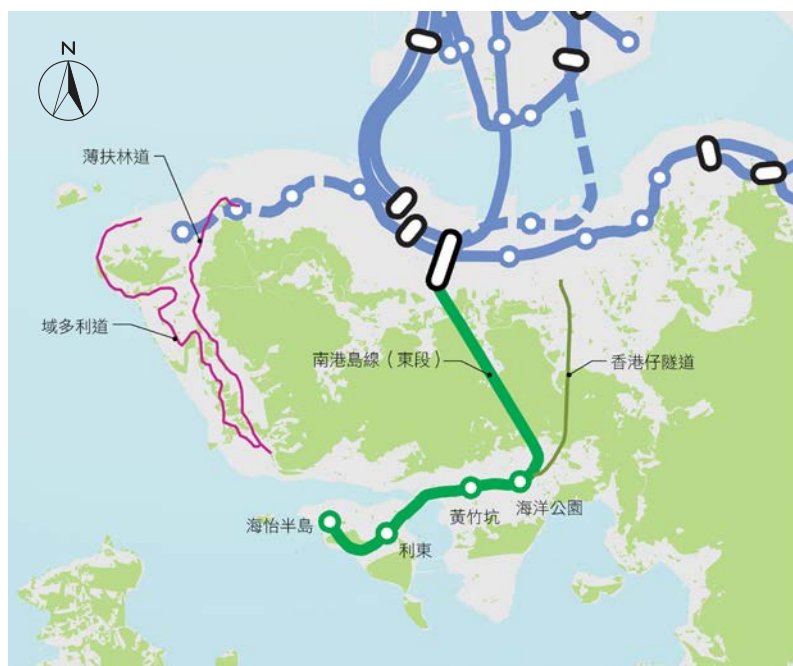 N
薄扶林道
域多利道
南港島線（東段）
香港仔隧道
海洋公園
黃竹坑
海怡半島
利東